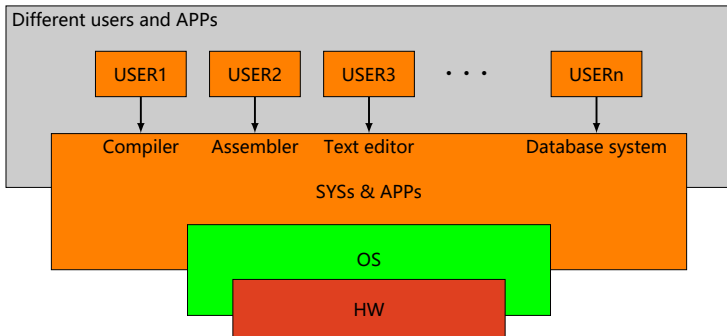 Different users and APPs
USER1 USER2 USER3 · · · USERn
Compiler Assembler Text editor Database system
SYSs & APPs
OS
HW